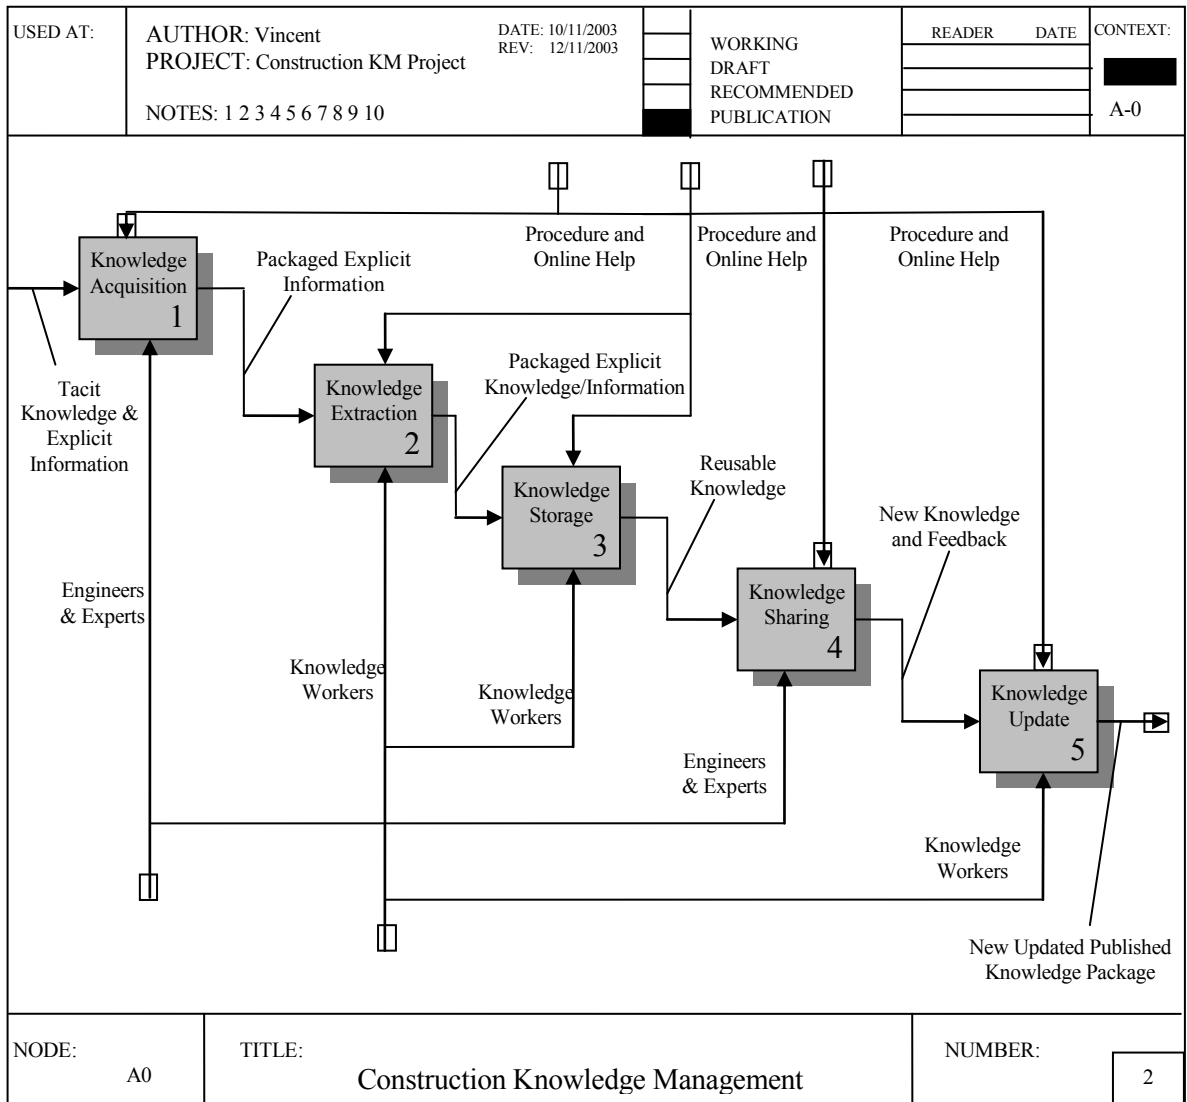 USED AT:
AUTHOR: Vincent
PROJECT: Construction KM Project
NOTES: 1 2 3 4 5 6 7 8 9 10
DATE: 10/11/2003
REV: 12/11/2003
WORKING
DRAFT
RECOMMENDED
PUBLICATION
READER DATE
CONTEXT:
A-0
Procedure and
Online Help
Procedure and
Online Help
Procedure and
Online Help
Knowledge
Acquisition
1
Packaged Explicit
Information
Tacit
Knowledge &
Explicit
Information
Knowledge
Extraction
2
Packaged Explicit
Knowledge/Information
Knowledge
Storage
3
Reusable
Knowledge
New Knowledge
and Feedback
Engineers
& Experts
Knowledge
Sharing
4
Knowledge
Workers
Knowledge
Workers
Knowledge
Update
5
Engineers
& Experts
Knowledge
Workers
New Updated Published
Knowledge Package
NODE:
A0
TITLE:
Construction Knowledge Management
NUMBER:
2